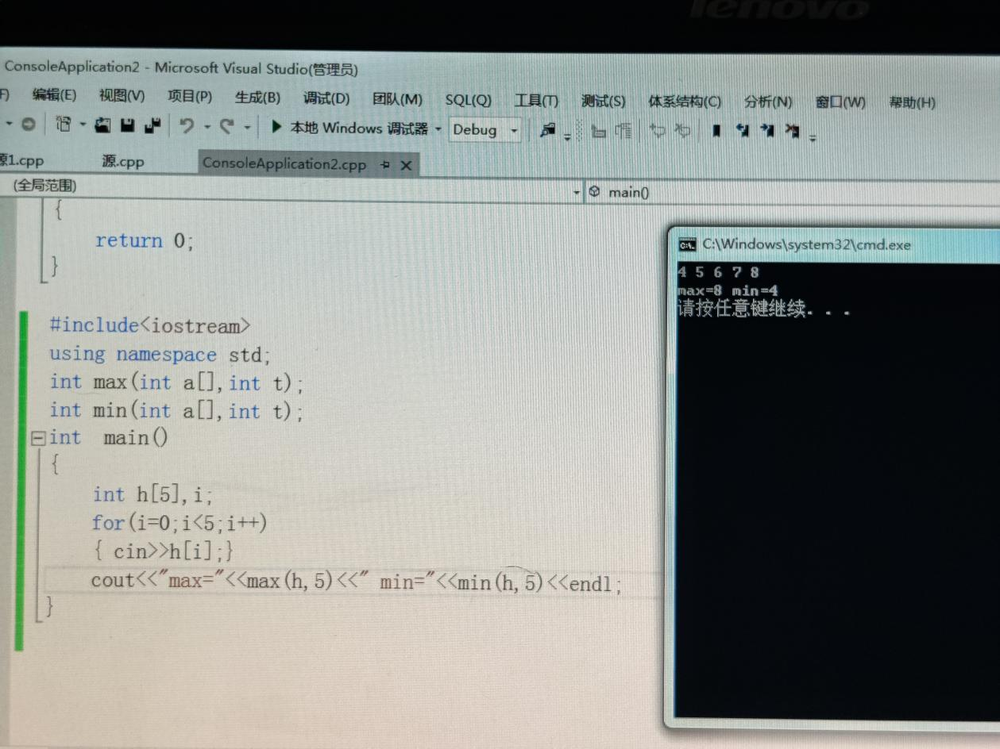 lenovo
ConsoleApplication2 - Microsoft Visual Studio(管理员)
编辑(E) 视图(V) 项目(P) 生成(B) 调试(D) 团队(M) SQL(Q) 工具(T) 测试(S) 体系结构(C) 分析(N) 窗口(W) 帮助(H)
本地 Windows 调试器 Debug
源1.cpp 源.cpp ConsoleApplication2.cpp
(全局范围) main()
{
return 0;
}
#include<iostream>
using namespace std;
int max(int a[],int t);
int min(int a[],int t);
int main()
{
int h[5],i;
for(i=0;i<5;i++)
{ cin>>h[i];}
cout<<"max="<<max(h,5)<<" min="<<min(h,5)<<endl;
}
C:\Windows\system32\cmd.exe
4 5 6 7 8
max=8 min=4
请按任意键继续. . .